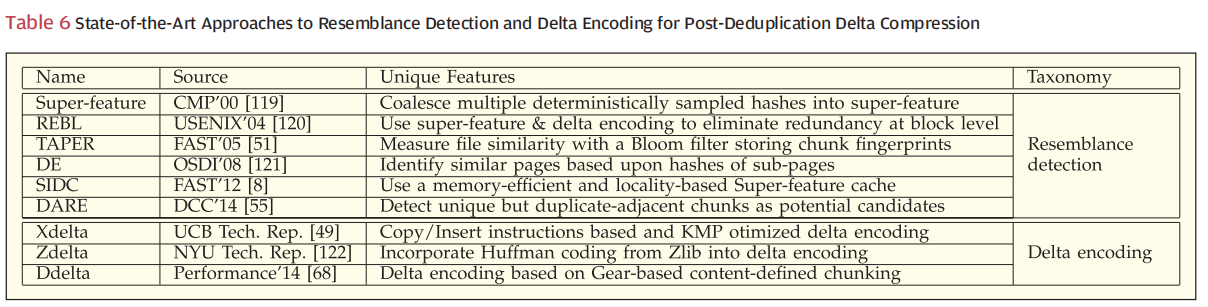 Table 6 State-of-the-Art Approaches to Resemblance Detection and Delta Encoding for Post-Deduplication Delta Compression
Name Source Unique Features Taxonomy
Super-feature CMP'00 [119] Coalesce multiple deterministically sampled hashes into super-feature
REBL USENIX'04 [120] Use super-feature & delta encoding to eliminate redundancy at block level
TAPER FAST'05 [51] Measure file similarity with a Bloom filter storing chunk fingerprints
DE OSDI'08 [121] Identify similar pages based upon hashes of sub-pages
SIDC FAST'12 [8] Use a memory-efficient and locality-based Super-feature cache
DARE DCC'14 [55] Detect unique but duplicate-adjacent chunks as potential candidates
Resemblance
detection
Xdelta UCB Tech. Rep. [49] Copy/Insert instructions based and KMP otimized delta encoding
Zdelta NYU Tech. Rep. [122] Incorporate Huffman coding from Zlib into delta encoding
Ddelta Performance'14 [68] Delta encoding based on Gear-based content-defined chunking
Delta encoding